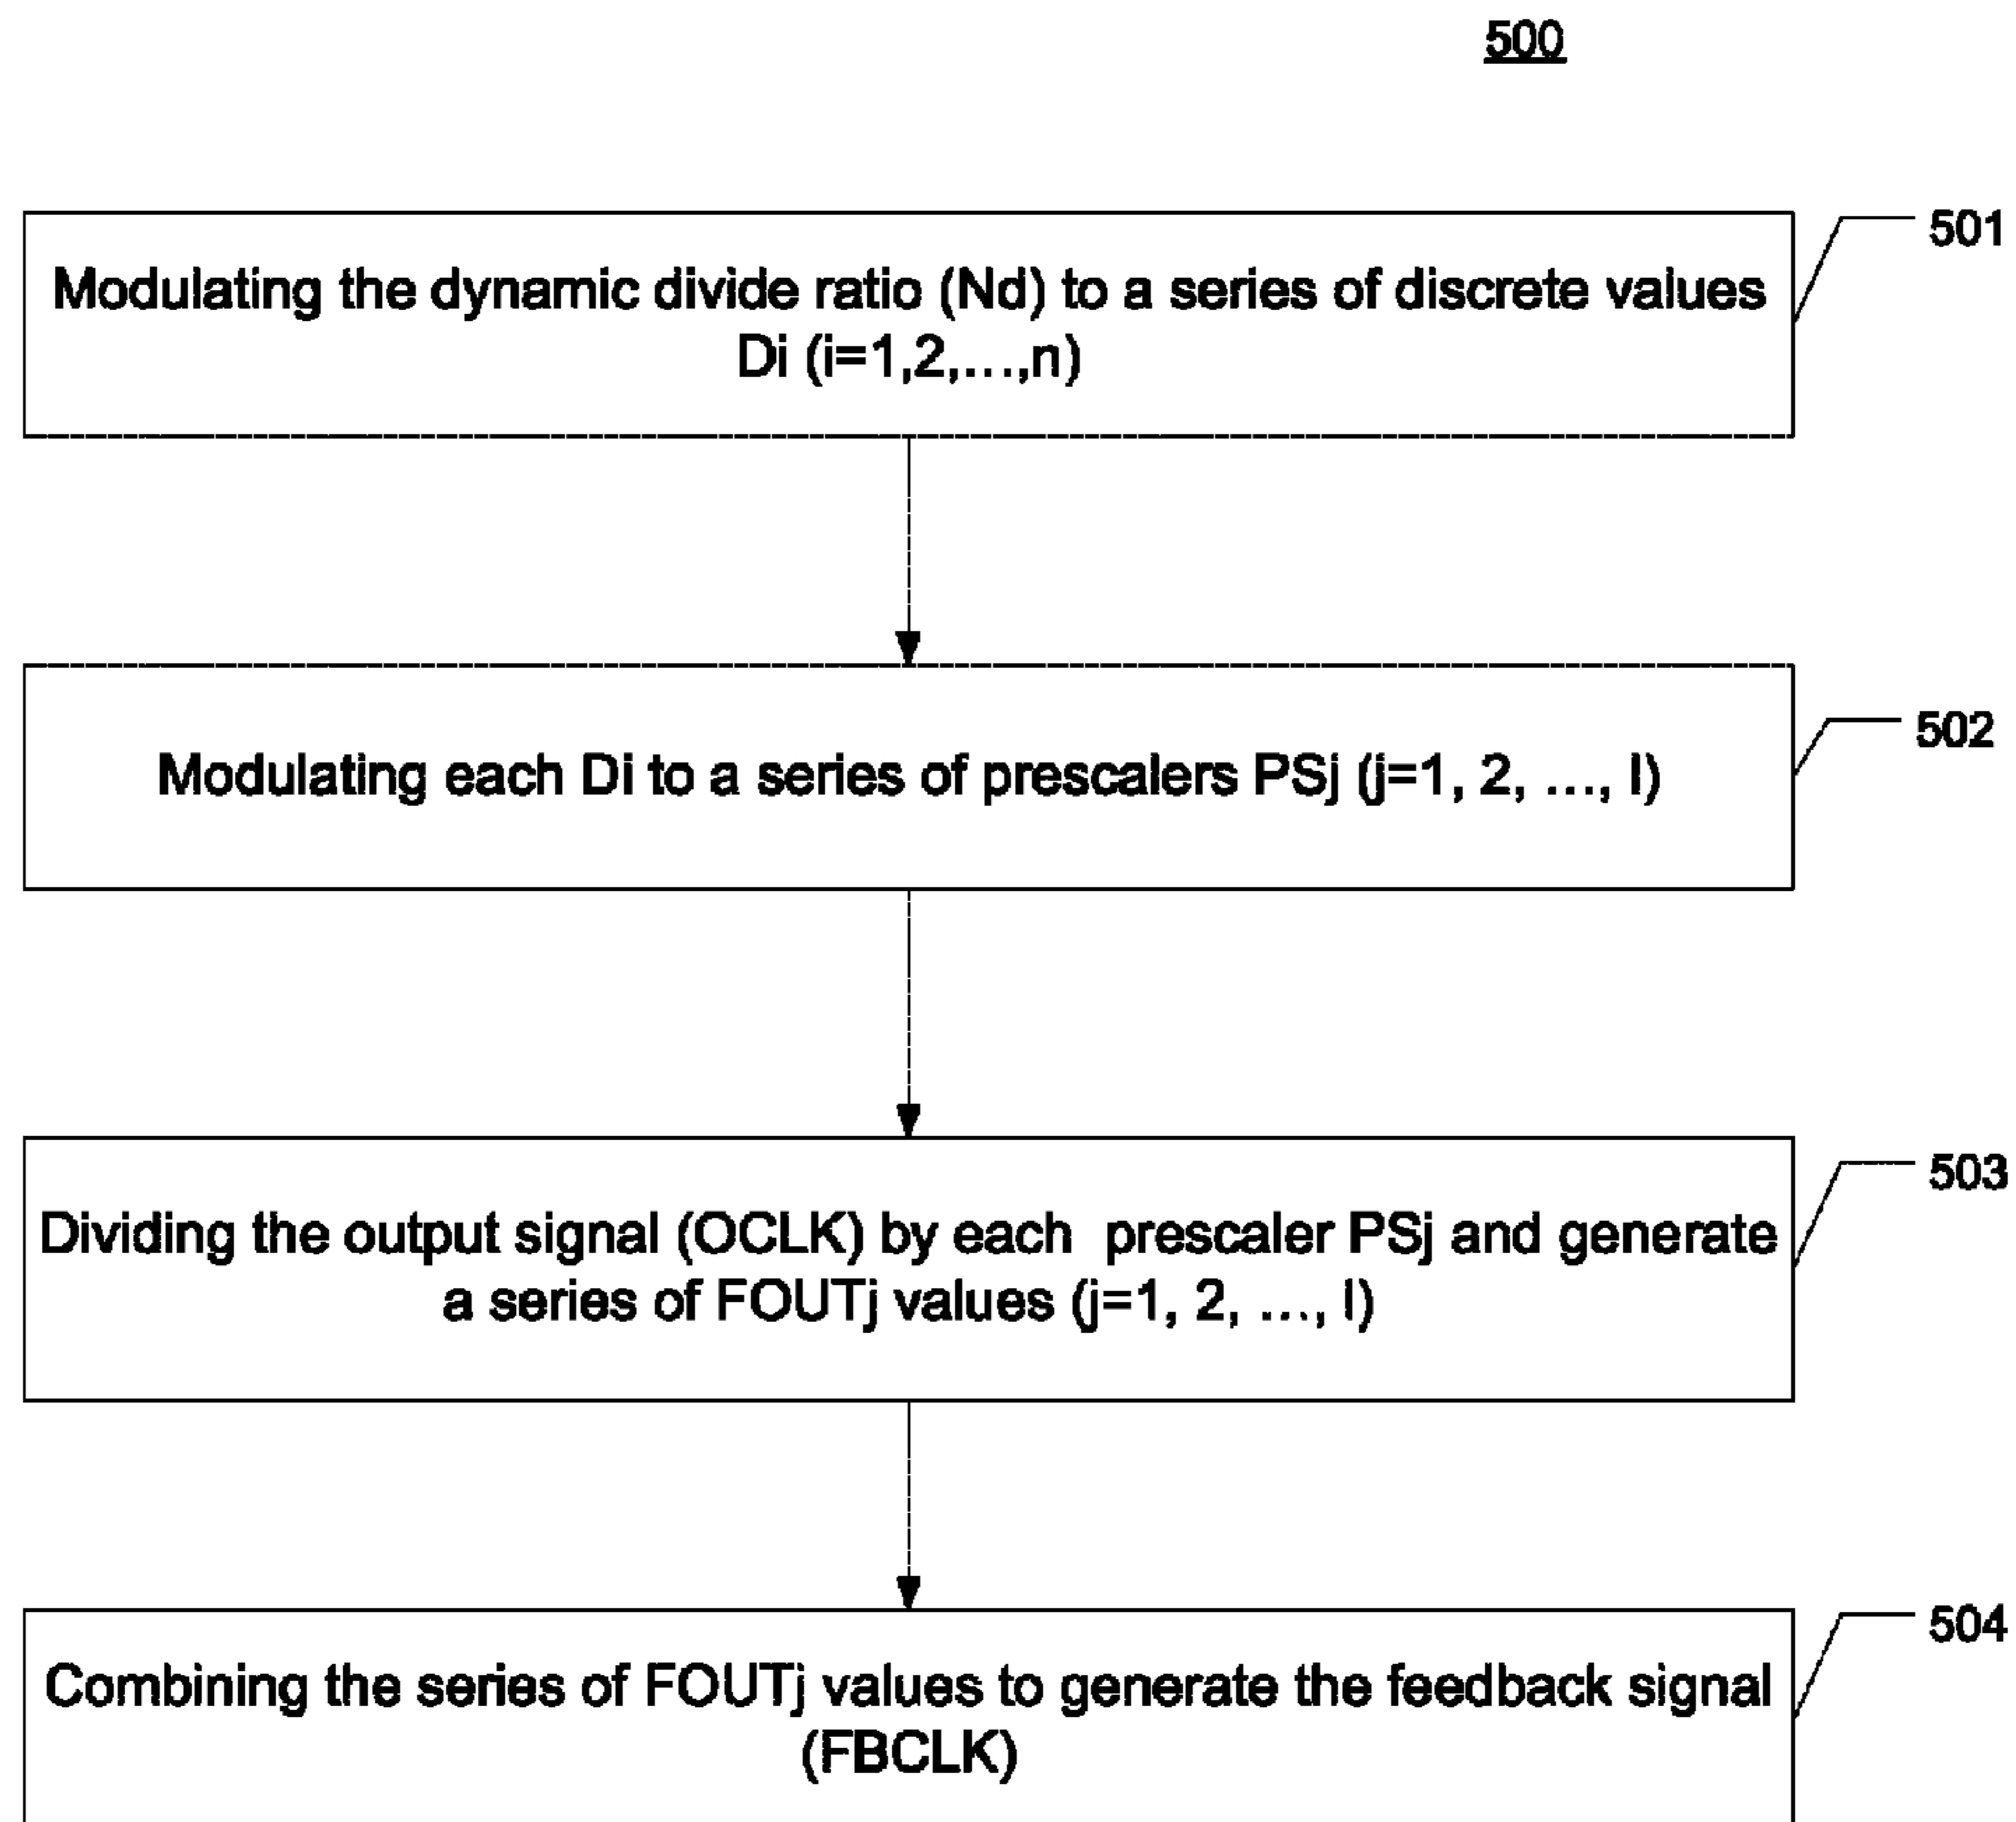 500
501
Modulating the dynamic divide ratio (Nd) to a series of discrete values
Di (i=1,2,...,n)
502
Modulating each Di to a series of prescalers PSj (j=1, 2, ..., l)
503
Dividing the output signal (OCLK) by each prescaler PSj and generate
a series of FOUTj values (j=1, 2, ..., l)
504
Combining the series of FOUTj values to generate the feedback signal
(FBCLK)